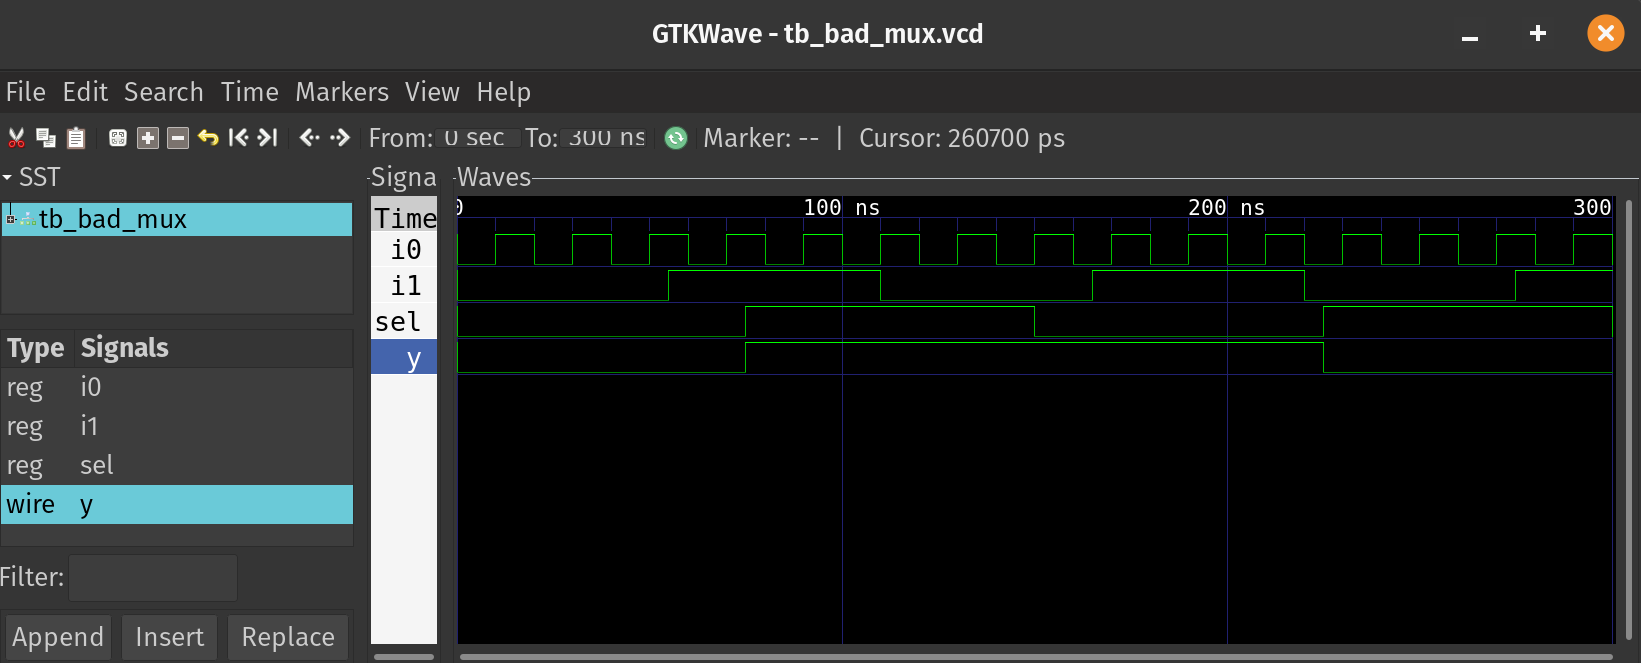 GTKWave - tb_bad_mux.vcd
File Edit Search Time Markers View Help
From: 0 sec To: 300 ns Marker: -- | Cursor: 260700 ps
SST
tb_bad_mux
Type Signals
reg i0
reg i1
reg sel
wire y
Filter:
Append Insert Replace
Signa
Time
i0
i1
sel
y
Waves
0 100 ns 200 ns 300